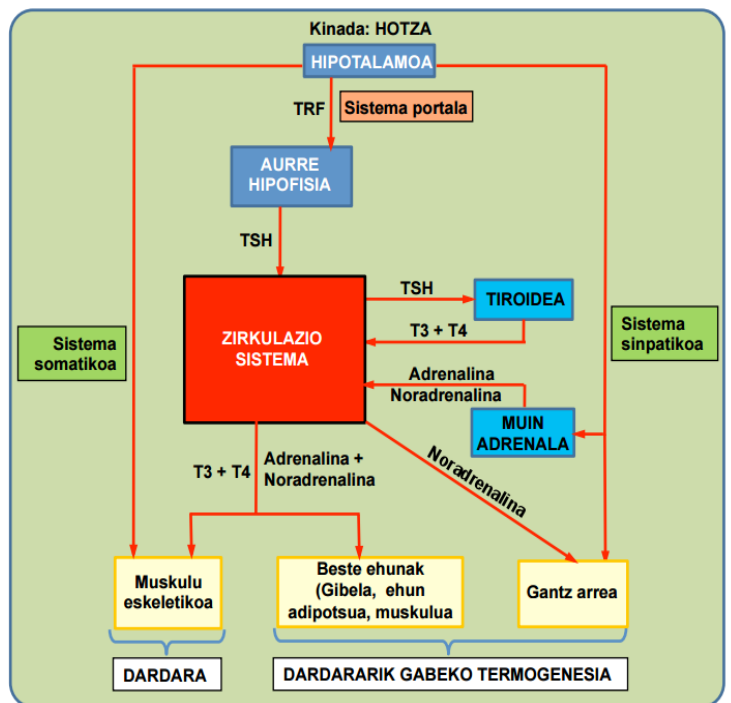 Kinada: HOTZA
HIPOTALAMOA
TRF
Sistema portala
AURRE
HIPOFISIA
TSH
TSH
TIROIDEA
ZIRKULAZIO
SISTEMA
T3 + T4
Sistema
somatikoa
Sistema
sinpatikoa
Adrenalina
Noradrenalina
MUIN
ADRENALA
T3 + T4
Adrenalina +
Noradrenalina
Noradrenalina
Muskulu
eskeletikoa
Beste ehunak
(Gibela, ehun
adipotsua, muskulua
Gantz arrea
DARDARA
DARDARARIK GABEKO TERMOGENESIA